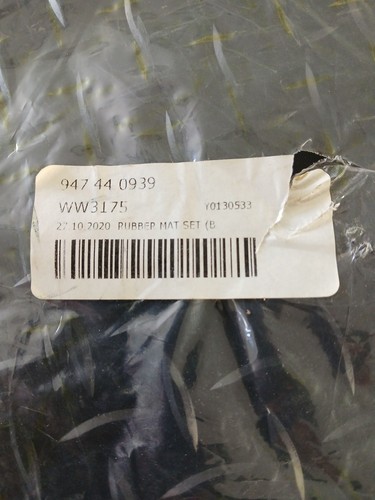 947 44 0939
WW3175 Y0130533
27.10.2020 RUBBER MAT SET (B